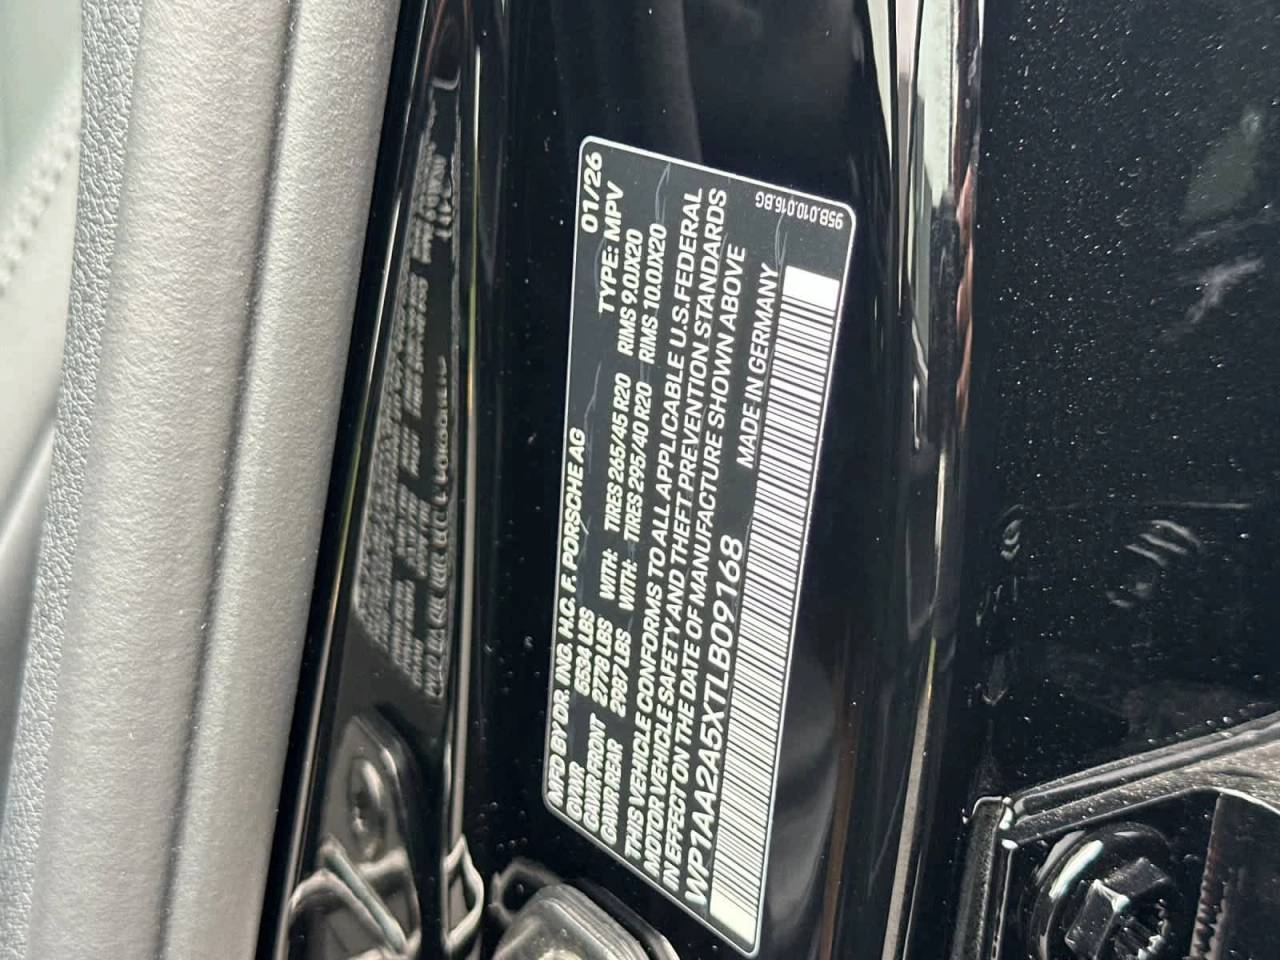 MFD BY DR. ING. H.C. F. PORSCHE AG 01/26
GVWR 5534 LBS TYPE: MPV
GAWR FRONT 2778 LBS WITH: TIRES 265/45 R20 RIMS 9.0JX20
GAWR REAR 2987 LBS WITH: TIRES 295/40 R20 RIMS 10.0JX20
THIS VEHICLE CONFORMS TO ALL APPLICABLE U.S.FEDERAL
MOTOR VEHICLE SAFETY AND THEFT PREVENTION STANDARDS
IN EFFECT ON THE DATE OF MANUFACTURE SHOWN ABOVE
MADE IN GERMANY
WP1AA2A5XTLB09168
95B.010.016.BG